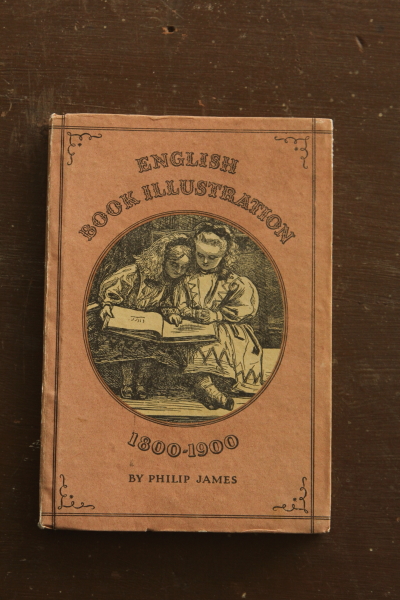 ENGLISH
BOOK ILLUSTRATION
1800-1900
BY PHILIP JAMES